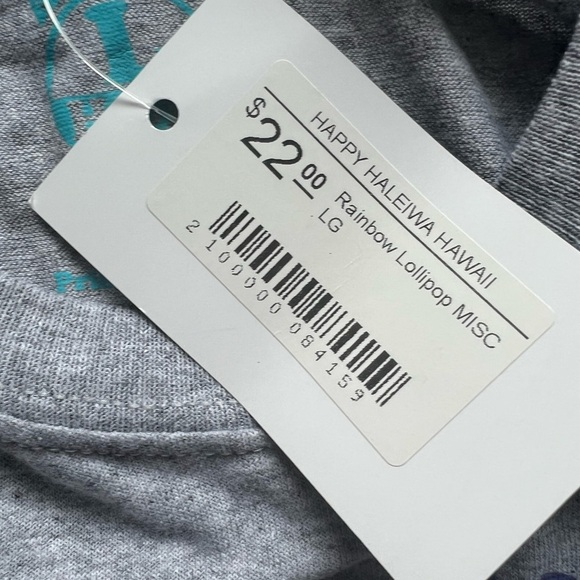 HAPPY HALEIWA HAWAII
$22.00
Rainbow Lollipop MISC
LG
2 100000 084159